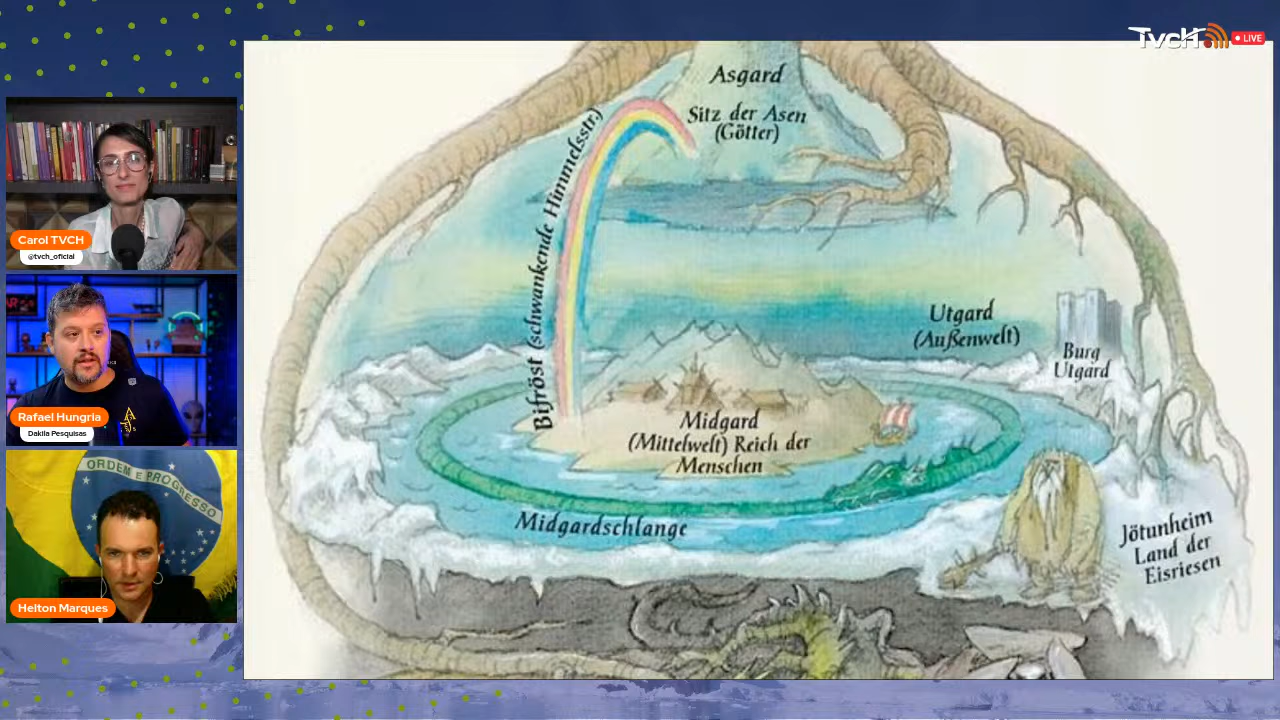 TvcH
LIVE
Carol TVCH
@tvch_oficial
Rafael Hungria
Dakila Pesquisas
ORDEM E PROGRESSO
Helton Marques
Asgard
Sitz der Asen
(Götter)
Bifröst (schwankende Himmelsstr.)
Utgard
(Außenwelt)
Burg
Utgard
Midgard
(Mittelwelt) Reich der
Menschen
Midgardschlange
Jötunheim
Land der
Eisriesen